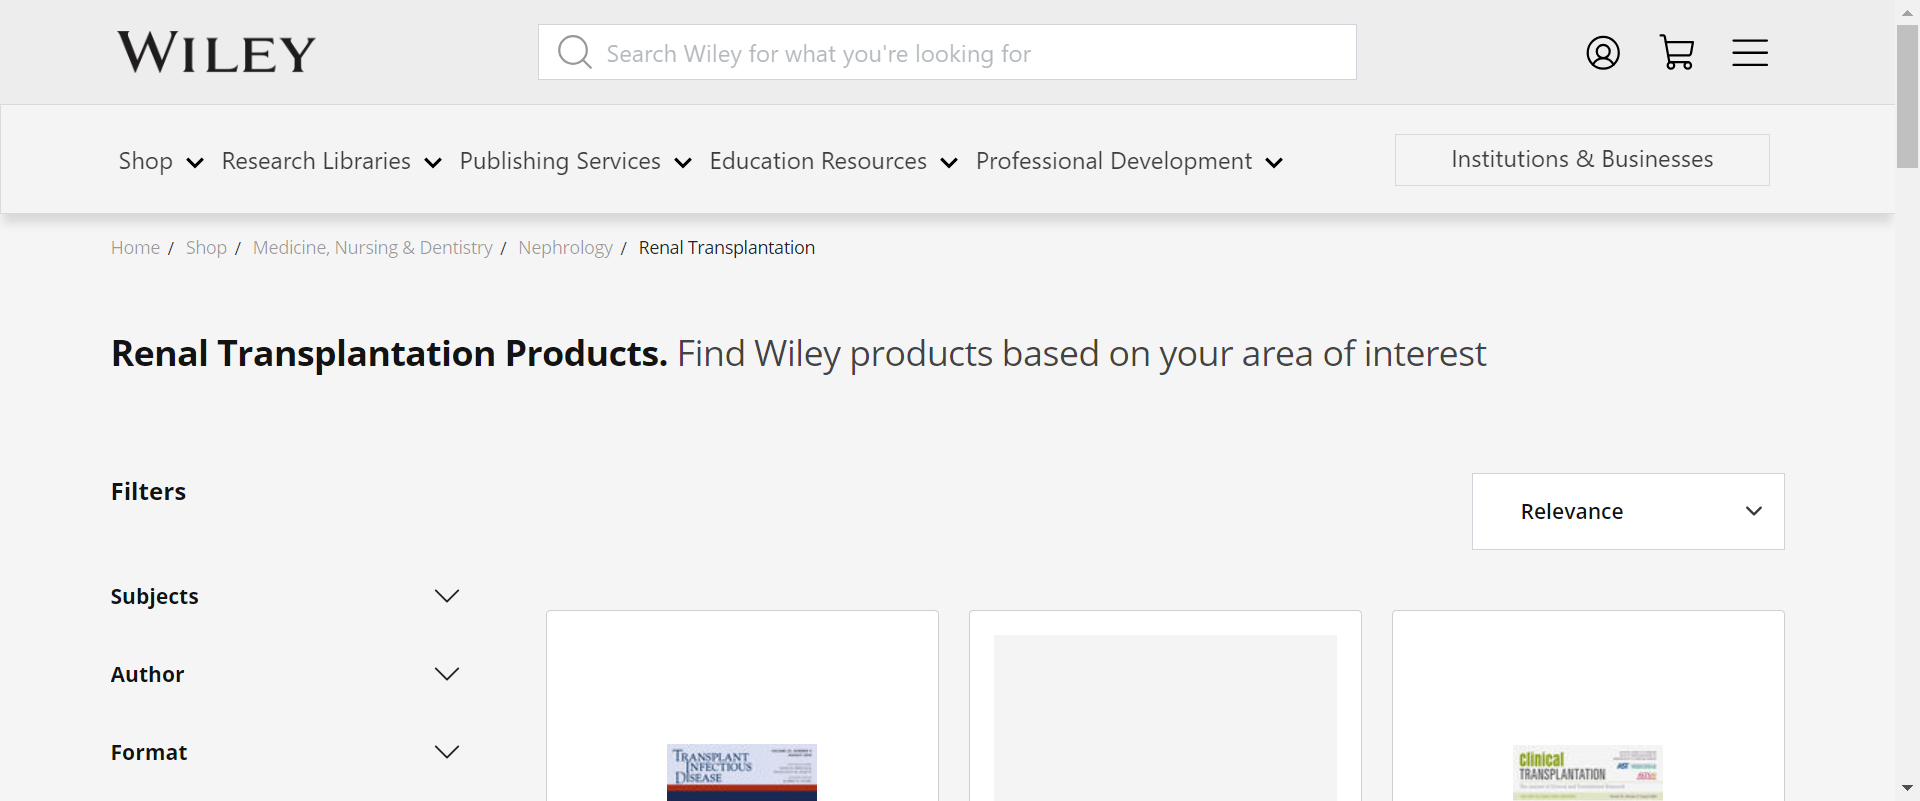 WILEY
Search Wiley for what you're looking for
Shop Research Libraries Publishing Services Education Resources Professional Development Institutions & Businesses
Home / Shop / Medicine, Nursing & Dentistry / Nephrology / Renal Transplantation
Renal Transplantation Products. Find Wiley products based on your area of interest
Filters
Relevance
Subjects
Author
Format
TRANSPLANT
INFECTIOUS
DISEASE
clinical
TRANSPLANTATION